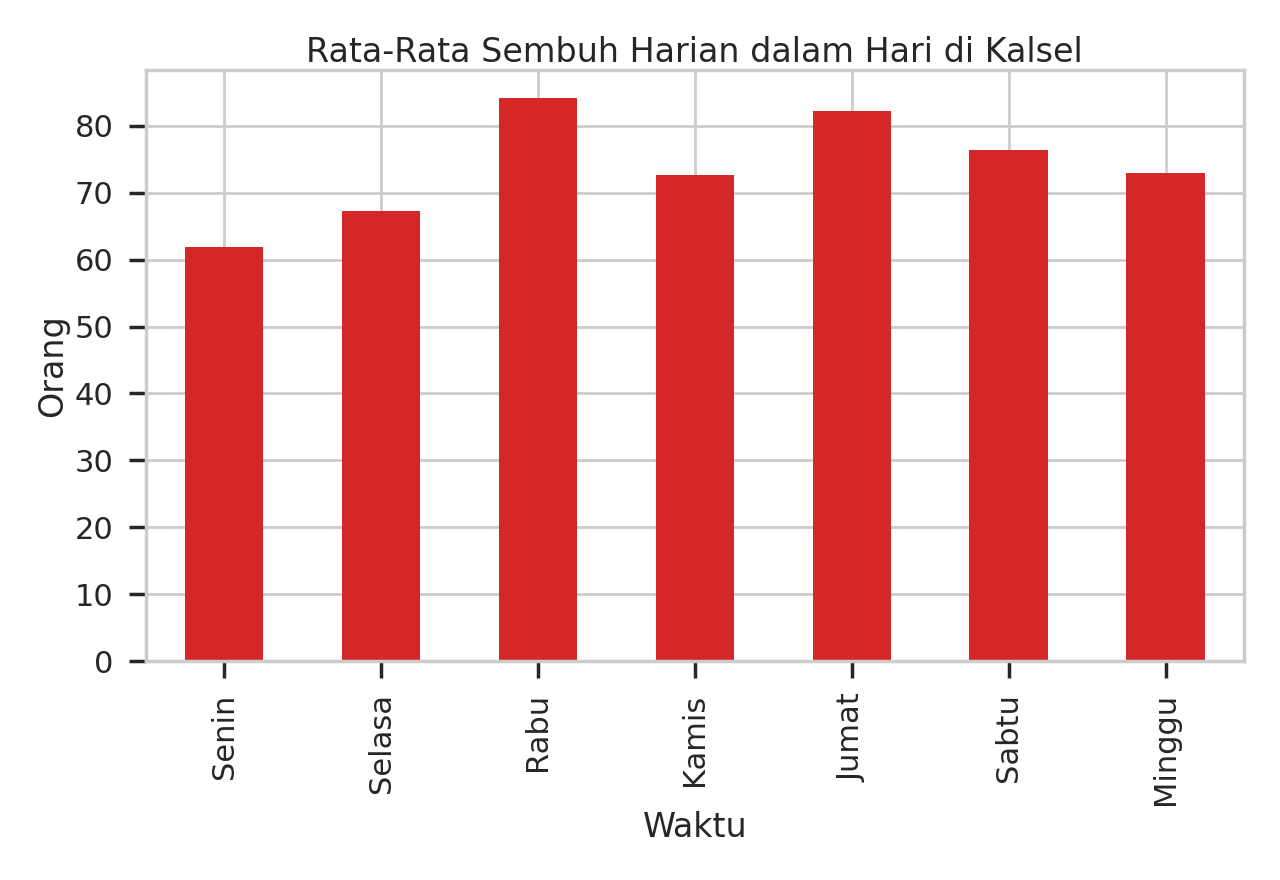 Rata-Rata Sembuh Harian dalam Hari di Kalsel
Orang
80
70
60
50
40
30
20
10
0
Senin
Selasa
Rabu
Kamis
Jumat
Sabtu
Minggu
Waktu